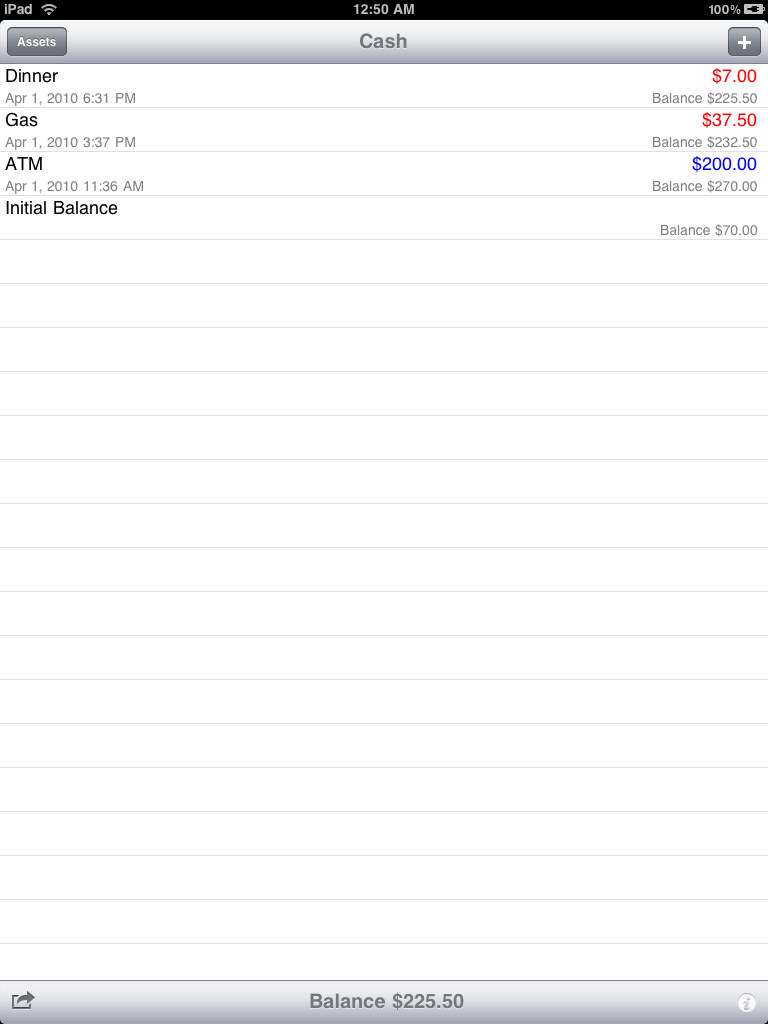 iPad 12:50 AM 100%
Assets Cash
Dinner $7.00
Apr 1, 2010 6:31 PM Balance $225.50
Gas $37.50
Apr 1, 2010 3:37 PM Balance $232.50
ATM $200.00
Apr 1, 2010 11:36 AM Balance $270.00
Initial Balance
Balance $70.00
Balance $225.50